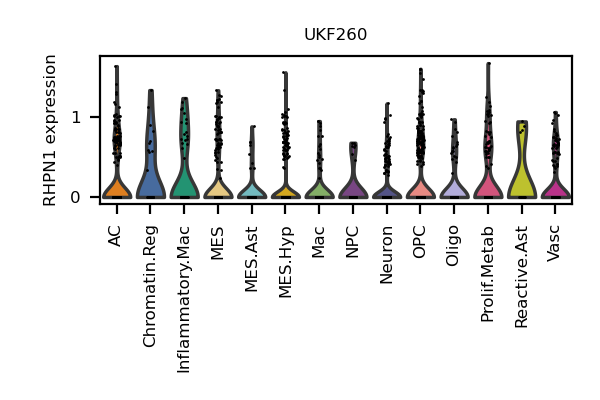 UKF260
RHPN1 expression
1
0
AC
Chromatin.Reg
Inflammatory.Mac
MES
MES.Ast
MES.Hyp
Mac
NPC
Neuron
OPC
Oligo
Prolif.Metab
Reactive.Ast
Vasc